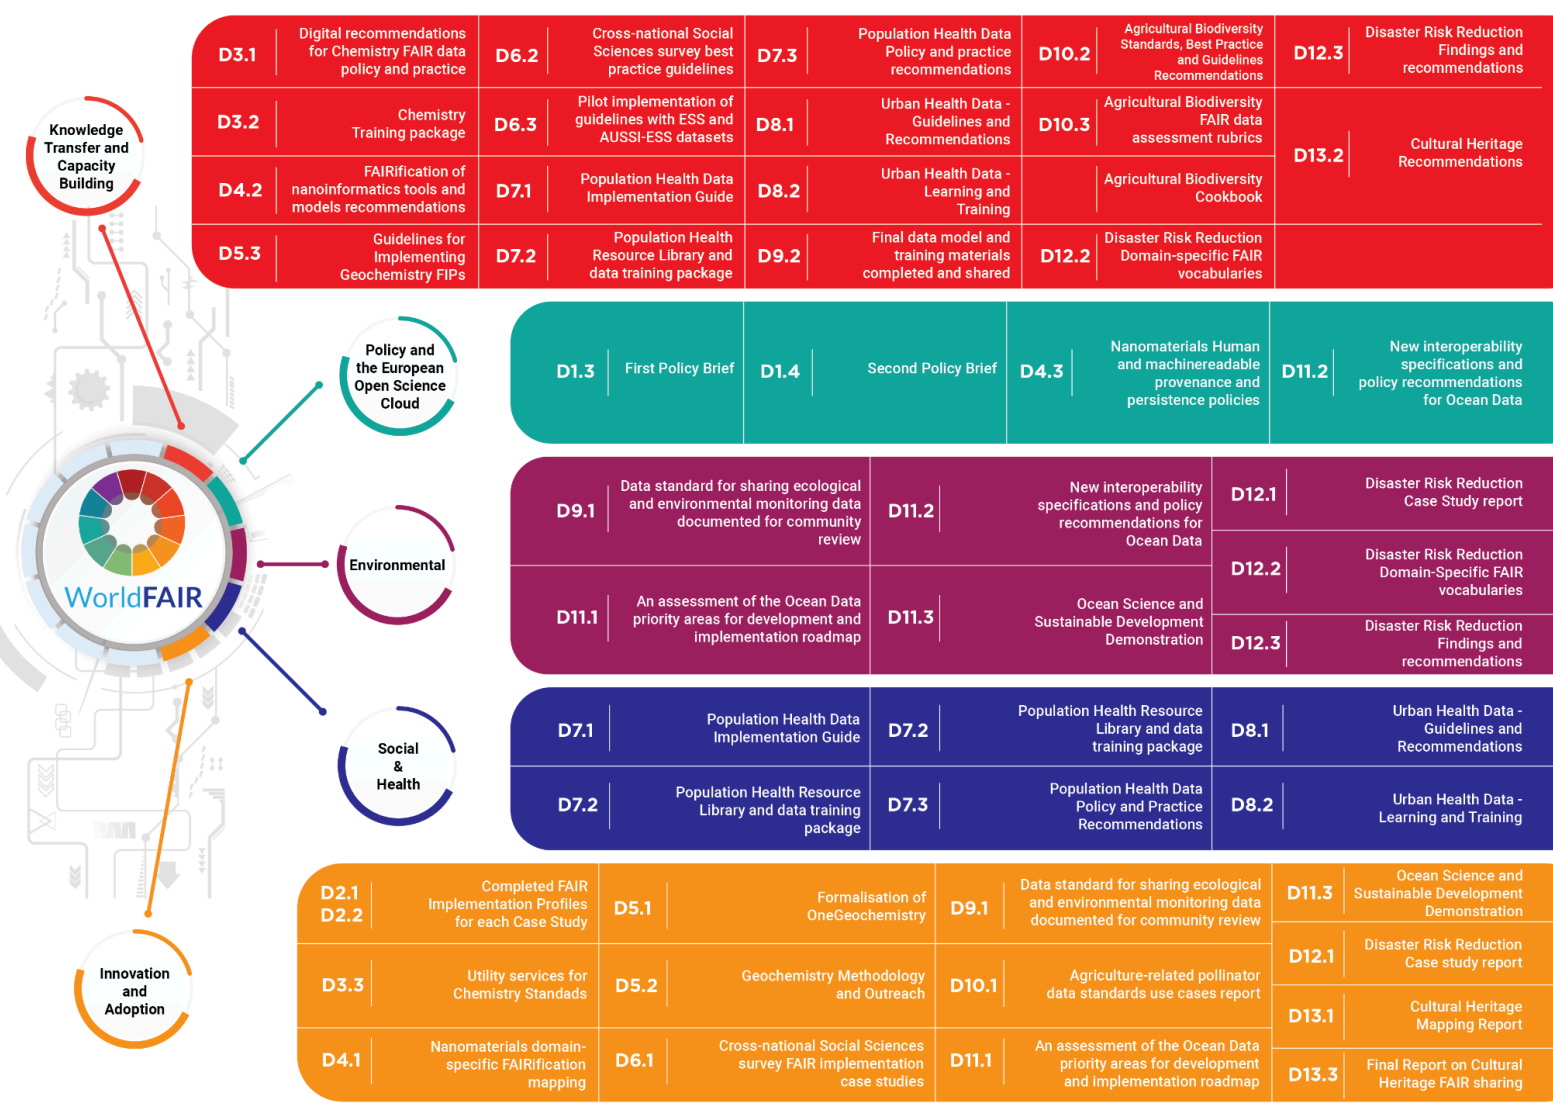 Knowledge
Transfer and
Capacity
Building
D3.1
Digital recommendations
for Chemistry FAIR data
policy and practice
D6.2
Cross-national Social
Sciences survey best
practice guidelines
D7.3
Population Health Data
Policy and practice
recommendations
D10.2
Agricultural Biodiversity
Standards, Best Practice
and Guidelines
Recommendations
D12.3
Disaster Risk Reduction
Findings and
recommendations
D3.2
Chemistry
Training package
D6.3
Pilot implementation of
guidelines with ESS and
AUSSI-ESS datasets
D8.1
Urban Health Data -
Guidelines and
Recommendations
D10.3
Agricultural Biodiversity
FAIR data
assessment rubrics
D13.2
Cultural Heritage
Recommendations
D4.2
FAIRification of
nanoinformatics tools and
models recommendations
D7.1
Population Health Data
Implementation Guide
D8.2
Urban Health Data -
Learning and
Training
Agricultural Biodiversity
Cookbook
D5.3
Guidelines for
Implementing
Geochemistry FIPs
D7.2
Population Health
Resource Library and
data training package
D9.2
Final data model and
training materials
completed and shared
D12.2
Disaster Risk Reduction
Domain-specific FAIR
vocabularies
Policy and
the European
Open Science
Cloud
D1.3
First Policy Brief
D1.4
Second Policy Brief
D4.3
Nanomaterials Human
and machinereadable
provenance and
persistence policies
D11.2
New interoperability
specifications and
policy recommendations
for Ocean Data
WorldFAIR
Environmental
D9.1
Data standard for sharing ecological
and environmental monitoring data
documented for community
review
D11.2
New interoperability
specifications and policy
recommendations for
Ocean Data
D12.1
Disaster Risk Reduction
Case Study report
D12.2
Disaster Risk Reduction
Domain-Specific FAIR
vocabularies
D11.1
An assessment of the Ocean Data
priority areas for development and
implementation roadmap
D11.3
Ocean Science and
Sustainable Development
Demonstration
D12.3
Disaster Risk Reduction
Findings and
recommendations
Social
&
Health
D7.1
Population Health Data
Implementation Guide
D7.2
Population Health Resource
Library and data
training package
D8.1
Urban Health Data -
Guidelines and
Recommendations
D7.2
Population Health Resource
Library and data training
package
D7.3
Population Health Data
Policy and Practice
Recommendations
D8.2
Urban Health Data -
Learning and Training
Innovation
and
Adoption
D2.1
D2.2
Completed FAIR
Implementation Profiles
for each Case Study
D5.1
Formalisation of
OneGeochemistry
D9.1
Data standard for sharing ecological
and environmental monitoring data
documented for community review
D11.3
Ocean Science and
Sustainable Development
Demonstration
D12.1
Disaster Risk Reduction
Case study report
D3.3
Utility services for
Chemistry Standads
D5.2
Geochemistry Methodology
and Outreach
D10.1
Agriculture-related pollinator
data standards use cases report
D13.1
Cultural Heritage
Mapping Report
D4.1
Nanomaterials domain-
specific FAIRification
mapping
D6.1
Cross-national Social Sciences
survey FAIR implementation
case studies
D11.1
An assessment of the Ocean Data
priority areas for development
and implementation roadmap
D13.3
Final Report on Cultural
Heritage FAIR sharing